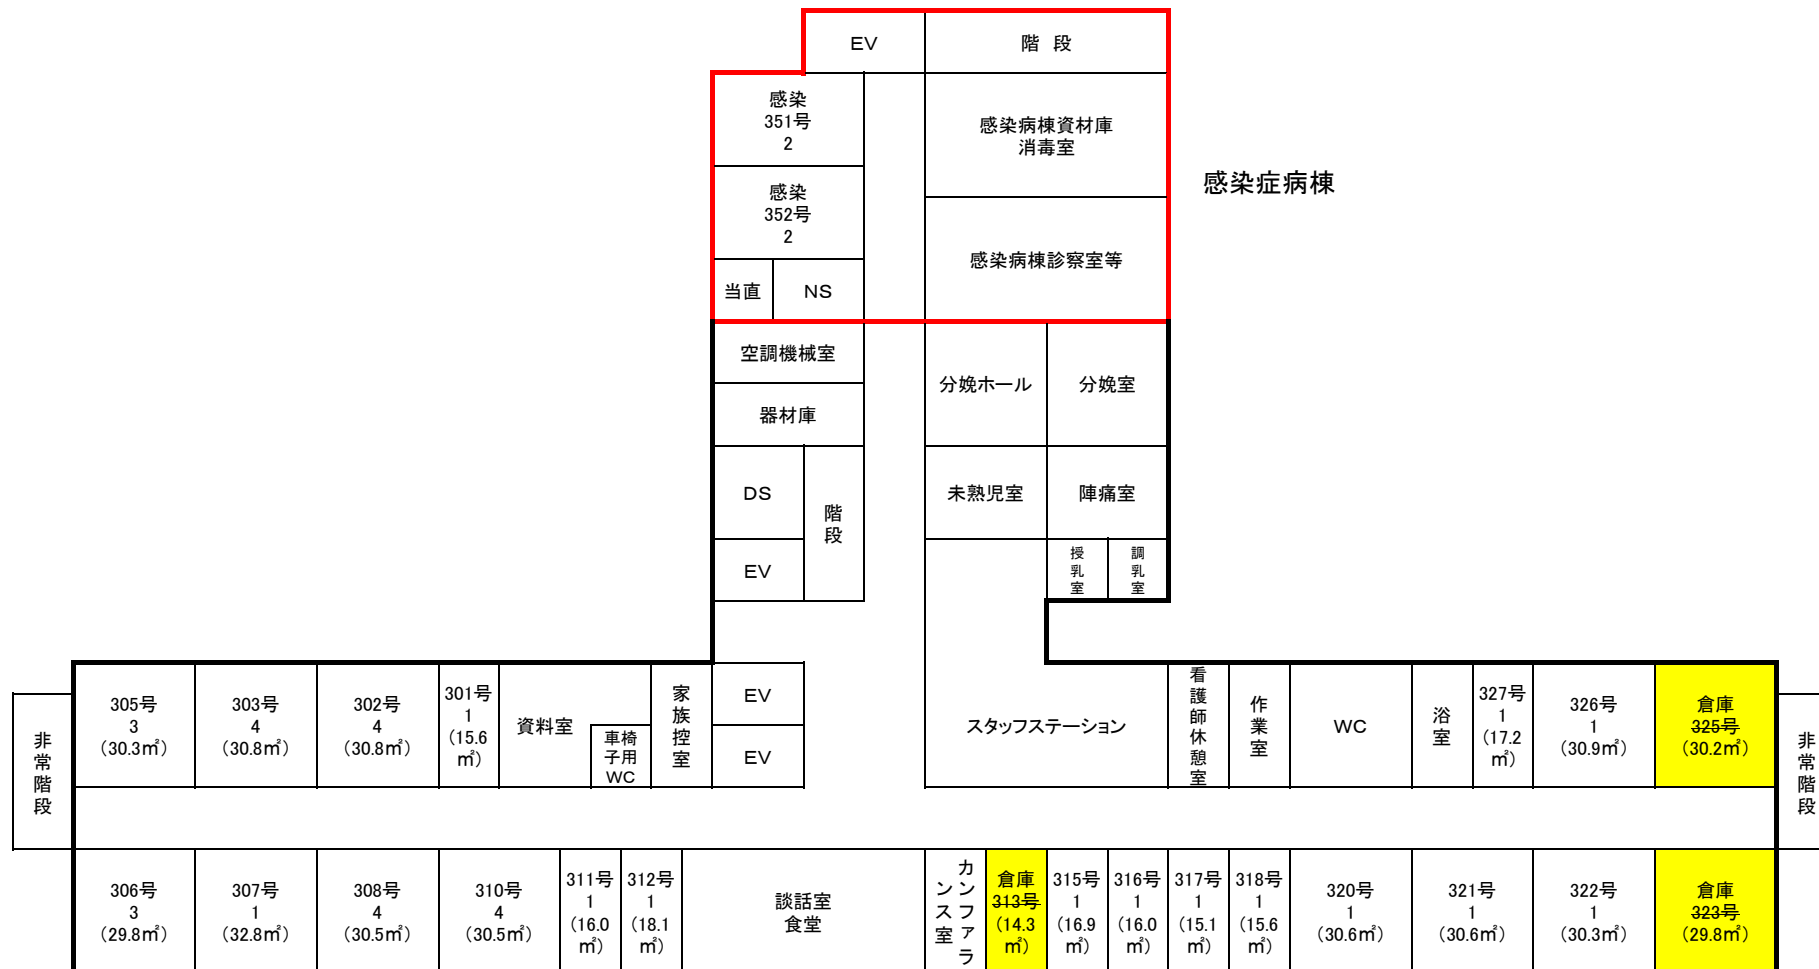 EV
階 段
感染
351号
2
感染病棟資材庫
消毒室
感染症病棟
感染
352号
2
感染病棟診察室等
当直
NS
空調機械室
分娩ホール
分娩室
器材庫
DS
階段
未熟児室
陣痛室
EV
授乳室
調乳室
非常階段
305号
3
(30.3㎡)
303号
4
(30.8㎡)
302号
4
(30.8㎡)
301号
1
(15.6
㎡)
資料室
車椅
子用
WC
家族控室
EV
EV
スタッフステーション
看護師休憩室
作業室
WC
浴室
327号
1
(17.2
㎡)
326号
1
(30.9㎡)
倉庫
325号
(30.2㎡)
非常階段
306号
3
(29.8㎡)
307号
1
(32.8㎡)
308号
4
(30.5㎡)
310号
4
(30.5㎡)
311号
1
(16.0
㎡)
312号
1
(18.1
㎡)
談話室
食堂
カンファラ
ンス室
倉庫
313号
(14.3
㎡)
315号
1
(16.9
㎡)
316号
1
(16.0
㎡)
317号
1
(15.1
㎡)
318号
1
(15.6
㎡)
320号
1
(30.6㎡)
321号
1
(30.6㎡)
322号
1
(30.3㎡)
倉庫
323号
(29.8㎡)